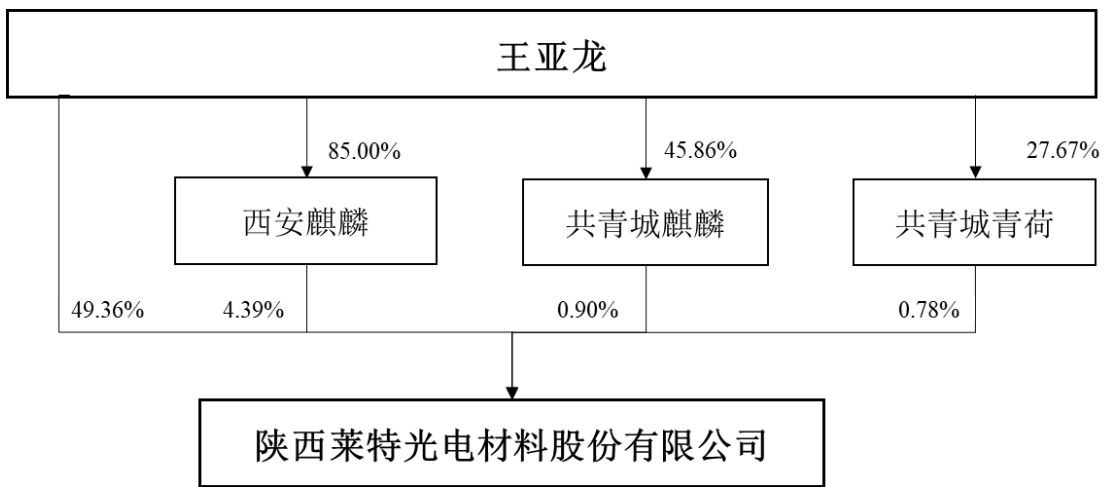 王亚龙
85.00%
45.86%
27.67%
西安麒麟
共青城麒麟
共青城青荷
49.36%
4.39%
0.90%
0.78%
陕西莱特光电材料股份有限公司